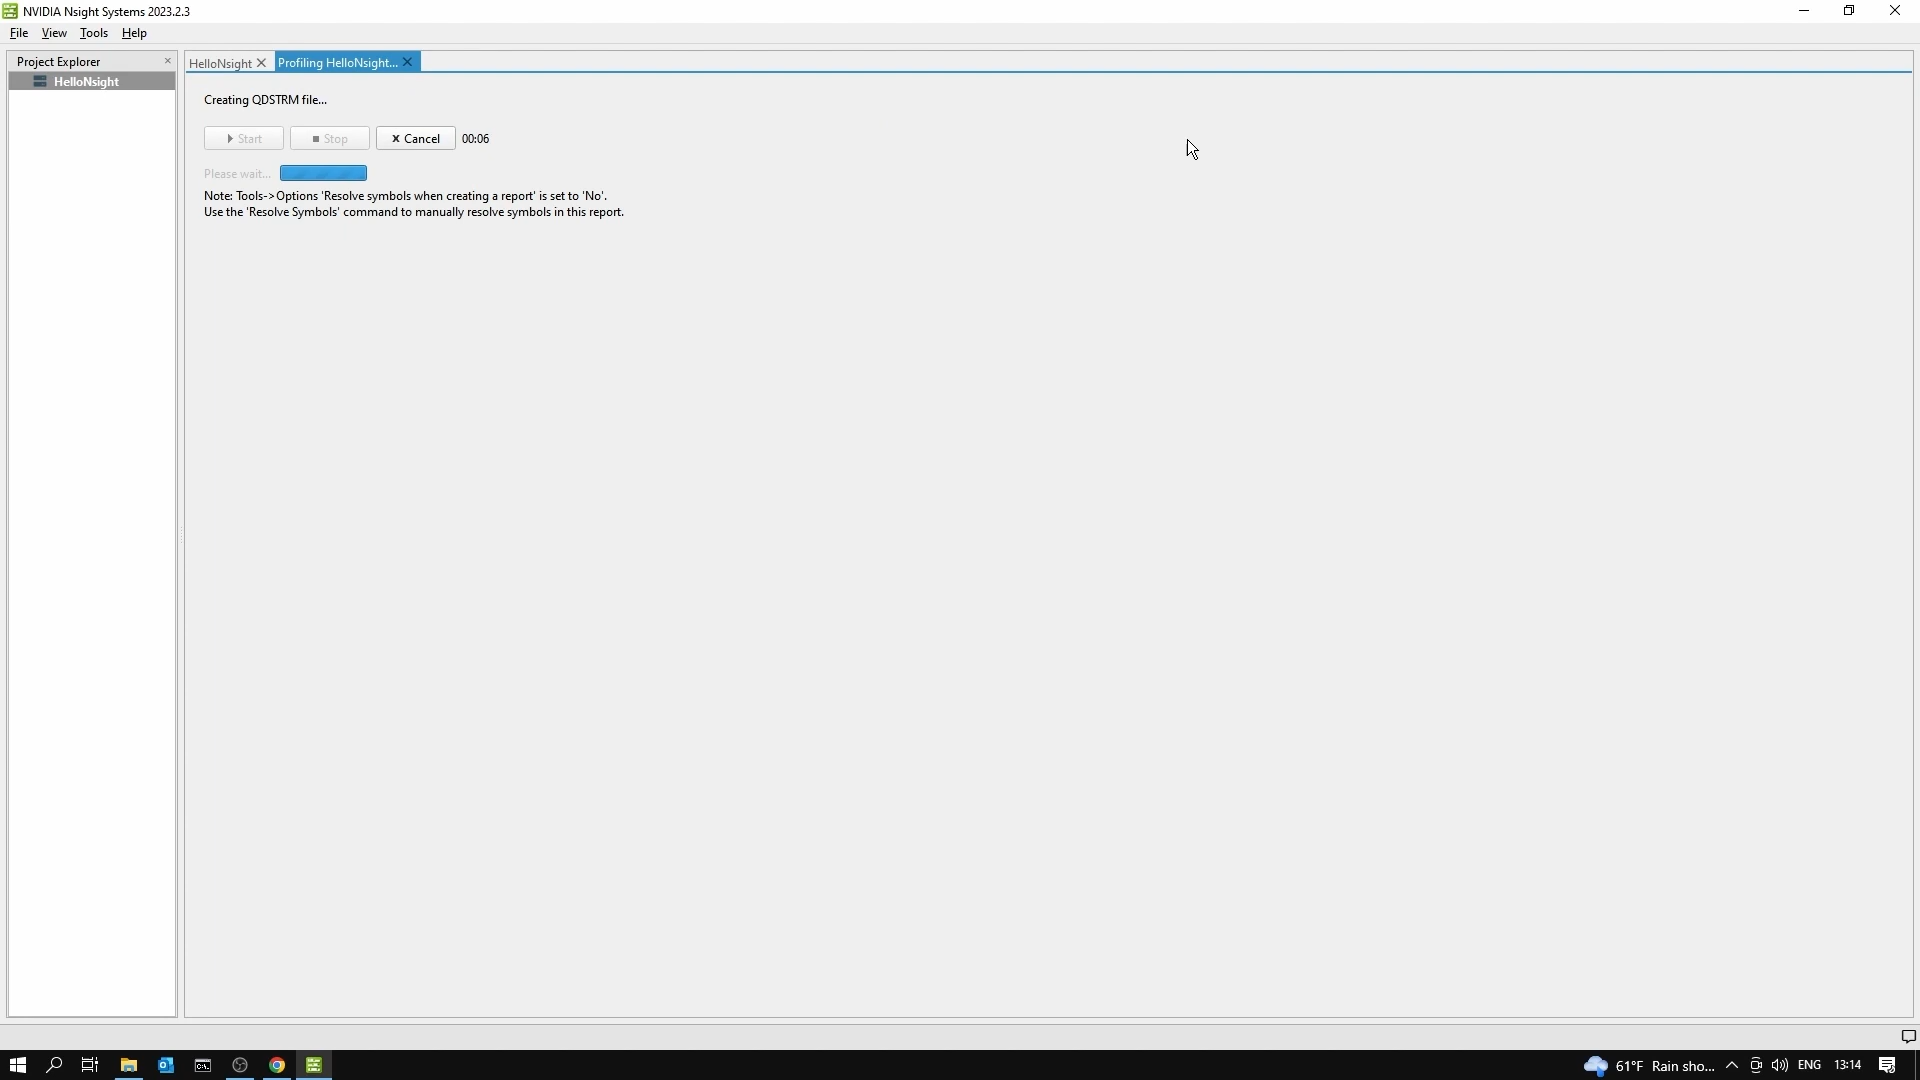 NVIDIA Nsight Systems 2023.2.3
File View Tools Help
Project Explorer
HelloNsight
HelloNsight
Profiling HelloNsight...
Creating QDSTRM file...
Start
Stop
Cancel
00:06
Please wait...
Note: Tools->Options 'Resolve symbols when creating a report' is set to 'No'.
Use the 'Resolve Symbols' command to manually resolve symbols in this report.
61°F Rain sho...
ENG
13:14